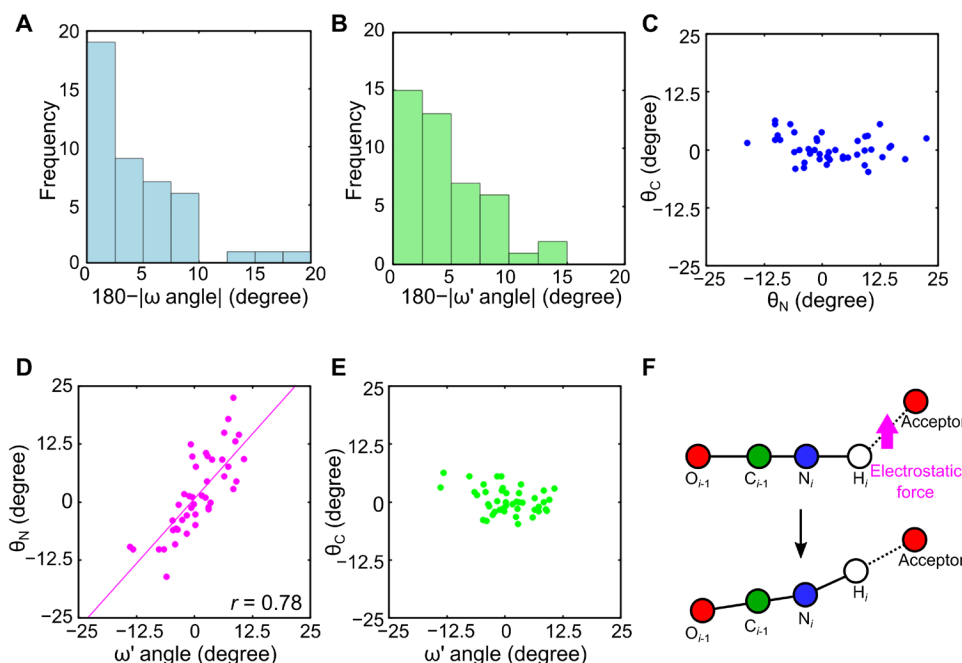 A
20
15
10
5
0
Frequency
0 5 10 15 20
180−|ω angle| (degree)
B
20
15
10
5
0
Frequency
0 5 10 15 20
180−|ω' angle| (degree)
C
25
12.5
0
−12.5
−25
θC (degree)
−25 −12.5 0 12.5 25
θN (degree)
D
25
12.5
0
−12.5
−25
θN (degree)
r = 0.78
−25 −12.5 0 12.5 25
ω' angle (degree)
E
25
12.5
0
−12.5
−25
θC (degree)
−25 −12.5 0 12.5 25
ω' angle (degree)
F
Acceptor
Electrostatic
force
Oi-1 Ci-1 Ni Hi
Acceptor
Oi-1 Ci-1 Ni Hi